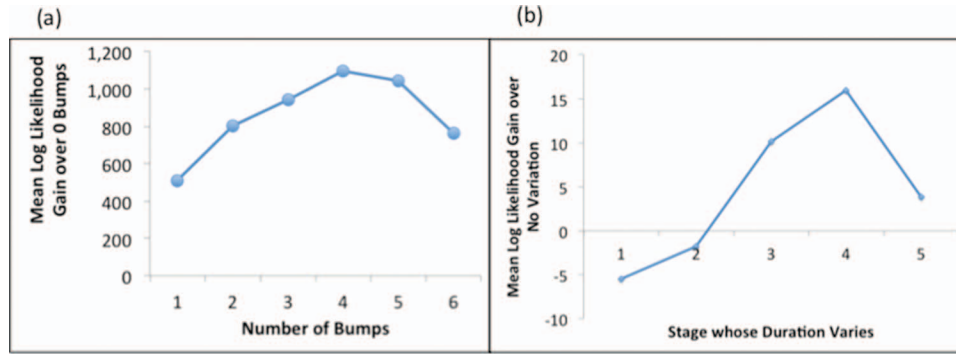 (a)
Mean Log Likelihood
Gain over 0 Bumps
1,200
1,000
800
600
400
200
0
1 2 3 4 5 6
Number of Bumps
(b)
Mean Log Likelihood Gain over
No Variation
20
15
10
5
0
-5
-10
1 2 3 4 5
Stage whose Duration Varies